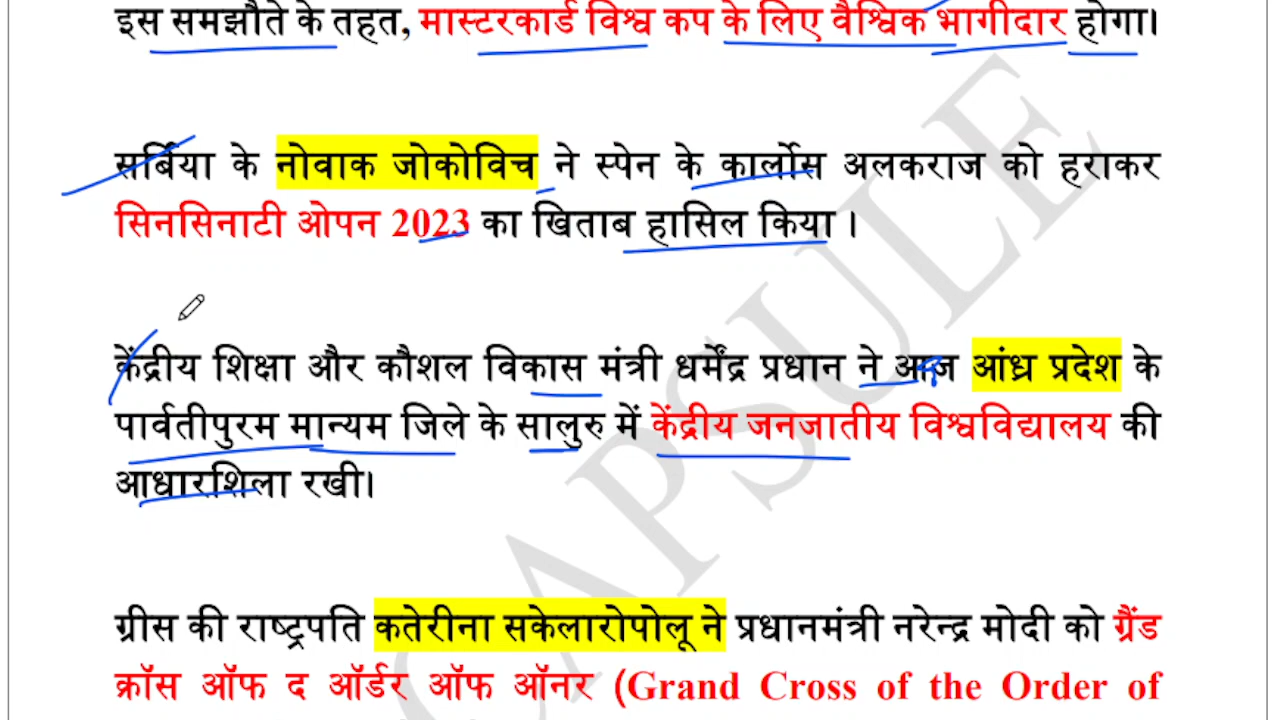 इस समझौते के तहत, मास्टरकार्ड विश्व कप के लिए वैश्विक भागीदार होगा।
सर्बिया के नोवाक जोकोविच ने स्पेन के कार्लोस अलकराज को हराकर
सिनसिनाटी ओपन 2023 का खिताब हासिल किया ।
केंद्रीय शिक्षा और कौशल विकास मंत्री धर्मेंद्र प्रधान ने आज आंध्र प्रदेश के
पार्वतीपुरम मान्यम जिले के सालुरु में केंद्रीय जनजातीय विश्वविद्यालय की
आधारशिला रखी।
ग्रीस की राष्ट्रपति कतेरीना सकेलारोपोलू ने प्रधानमंत्री नरेन्द्र मोदी को ग्रैंड
क्रॉस ऑफ द ऑर्डर ऑफ ऑनर (Grand Cross of the Order of
CAPSULE